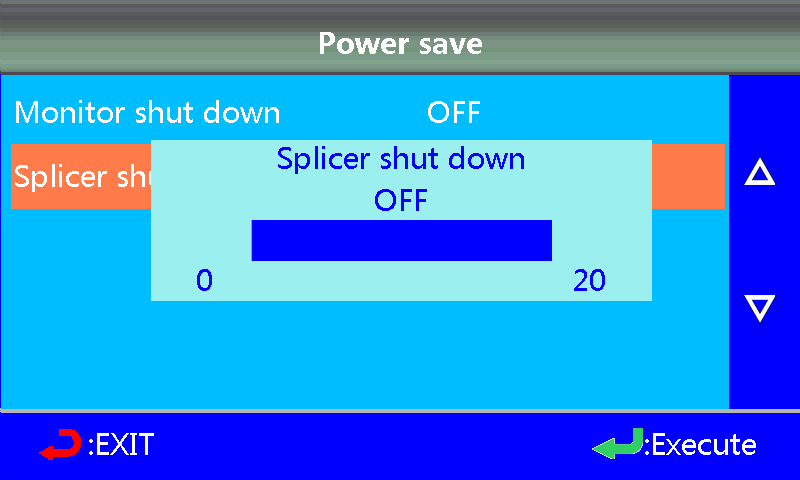 Power save
Monitor shut down OFF
Splicer shut down
OFF
Splicer shu
0 20
:EXIT :Execute